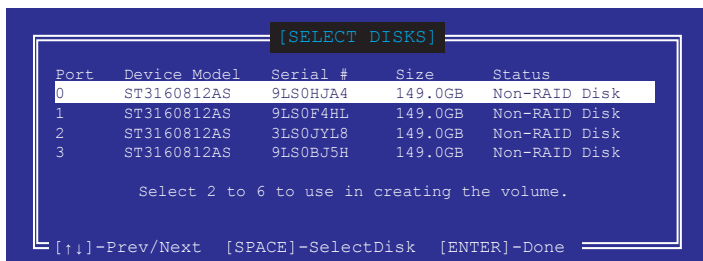 [SELECT DISKS]
Port Device Model Serial # Size Status
0 ST3160812AS 9LS0HJA4 149.0GB Non-RAID Disk
1 ST3160812AS 9LS0F4HL 149.0GB Non-RAID Disk
2 ST3160812AS 3LS0JYL8 149.0GB Non-RAID Disk
3 ST3160812AS 9LS0BJ5H 149.0GB Non-RAID Disk
Select 2 to 6 to use in creating the volume.
[↑↓]-Prev/Next [SPACE]-SelectDisk [ENTER]-Done